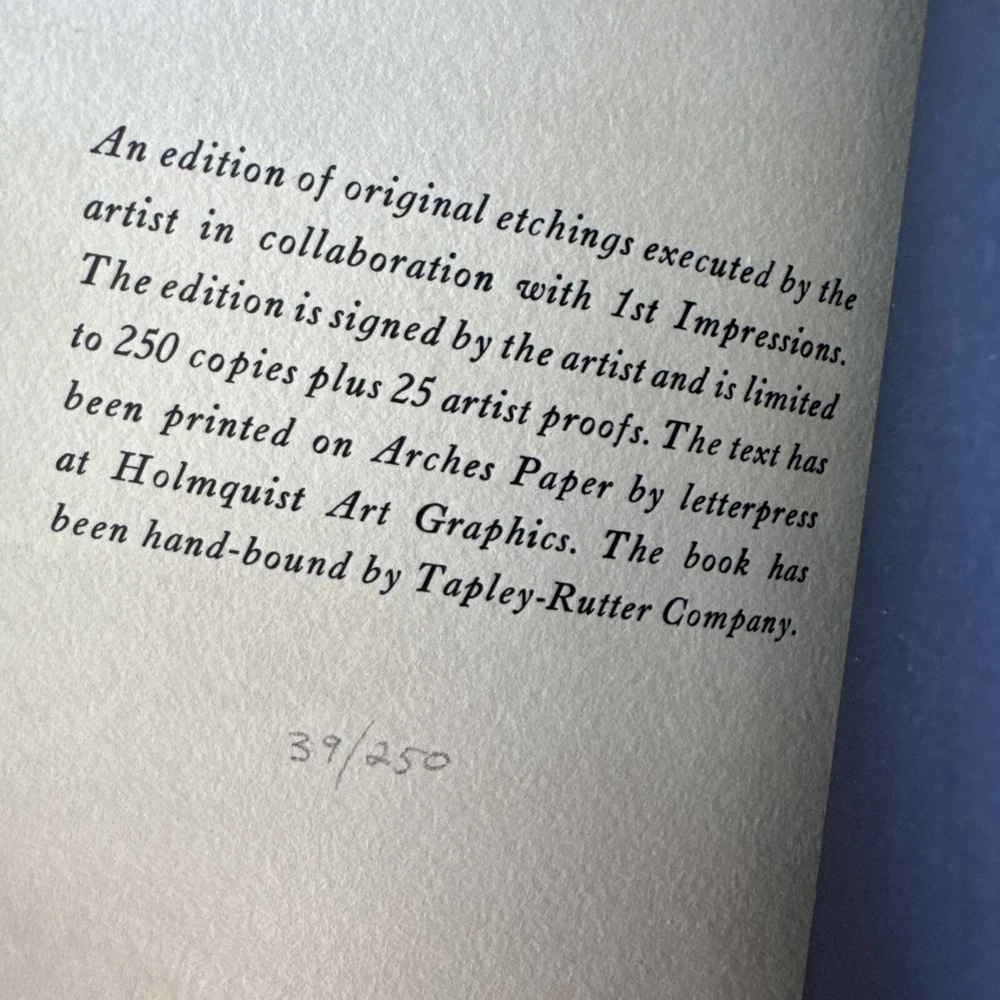 An edition of original etchings executed by the
artist in collaboration with 1st Impressions.
The edition is signed by the artist and is limited
to 250 copies plus 25 artist proofs. The text has
been printed on Arches Paper by letterpress
at Holmquist Art Graphics. The book has
been hand-bound by Tapley-Rutter Company.
39/250